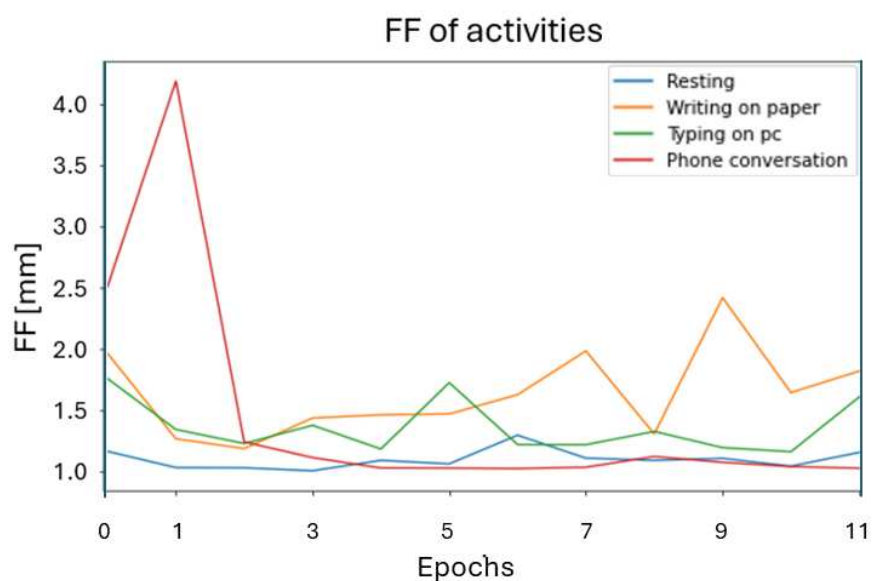 FF of activities
Resting
Writing on paper
Typing on pc
Phone conversation
4.0
3.5
3.0
2.5
2.0
1.5
1.0
FF [mm]
0 1 3 5 7 9 11
Epochs